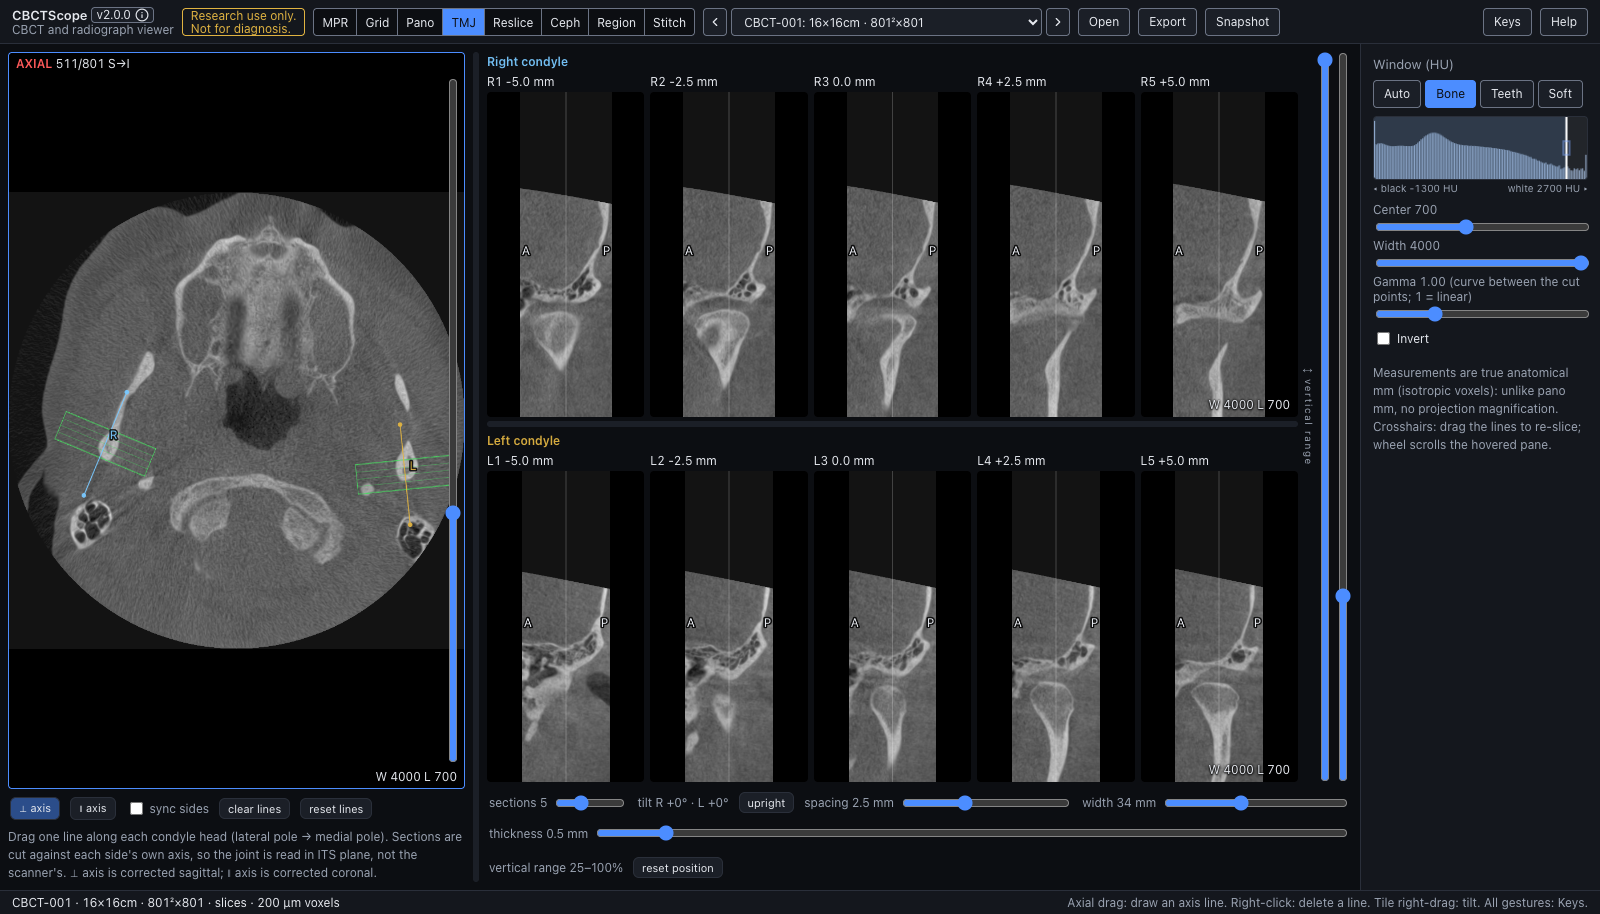 CBCTScope v2.0.0
CBCT and radiograph viewer
Research use only.
Not for diagnosis.
MPR Grid Pano TMJ Reslice Ceph Region Stitch
CBCT-001: 16×16cm · 801²×801
Open Export Snapshot Keys Help
AXIAL 511/801 S→I
R
L
W 4000 L 700
⊥ axis ∥ axis sync sides clear lines reset lines
Drag one line along each condyle head (lateral pole → medial pole). Sections are
cut against each side's own axis, so the joint is read in ITS plane, not the
scanner's. ⊥ axis is corrected sagittal; ∥ axis is corrected coronal.
Right condyle
R1 -5.0 mm R2 -2.5 mm R3 0.0 mm R4 +2.5 mm R5 +5.0 mm
A P A P A P A P A P
W 4000 L 700
Left condyle
L1 -5.0 mm L2 -2.5 mm L3 0.0 mm L4 +2.5 mm L5 +5.0 mm
A P A P A P A P A P
W 4000 L 700
↕ vertical range
sections 5 tilt R +0° · L +0° upright spacing 2.5 mm width 34 mm
thickness 0.5 mm
vertical range 25–100% reset position
Window (HU)
Auto Bone Teeth Soft
◂ black -1300 HU white 2700 HU ▸
Center 700
Width 4000
Gamma 1.00 (curve between the cut
points; 1 = linear)
Invert
Measurements are true anatomical
mm (isotropic voxels): unlike pano
mm, no projection magnification.
Crosshairs: drag the lines to re-slice;
wheel scrolls the hovered pane.
CBCT-001 · 16×16cm · 801²×801 · slices · 200 µm voxels
Axial drag: draw an axis line. Right-click: delete a line. Tile right-drag: tilt. All gestures: Keys.